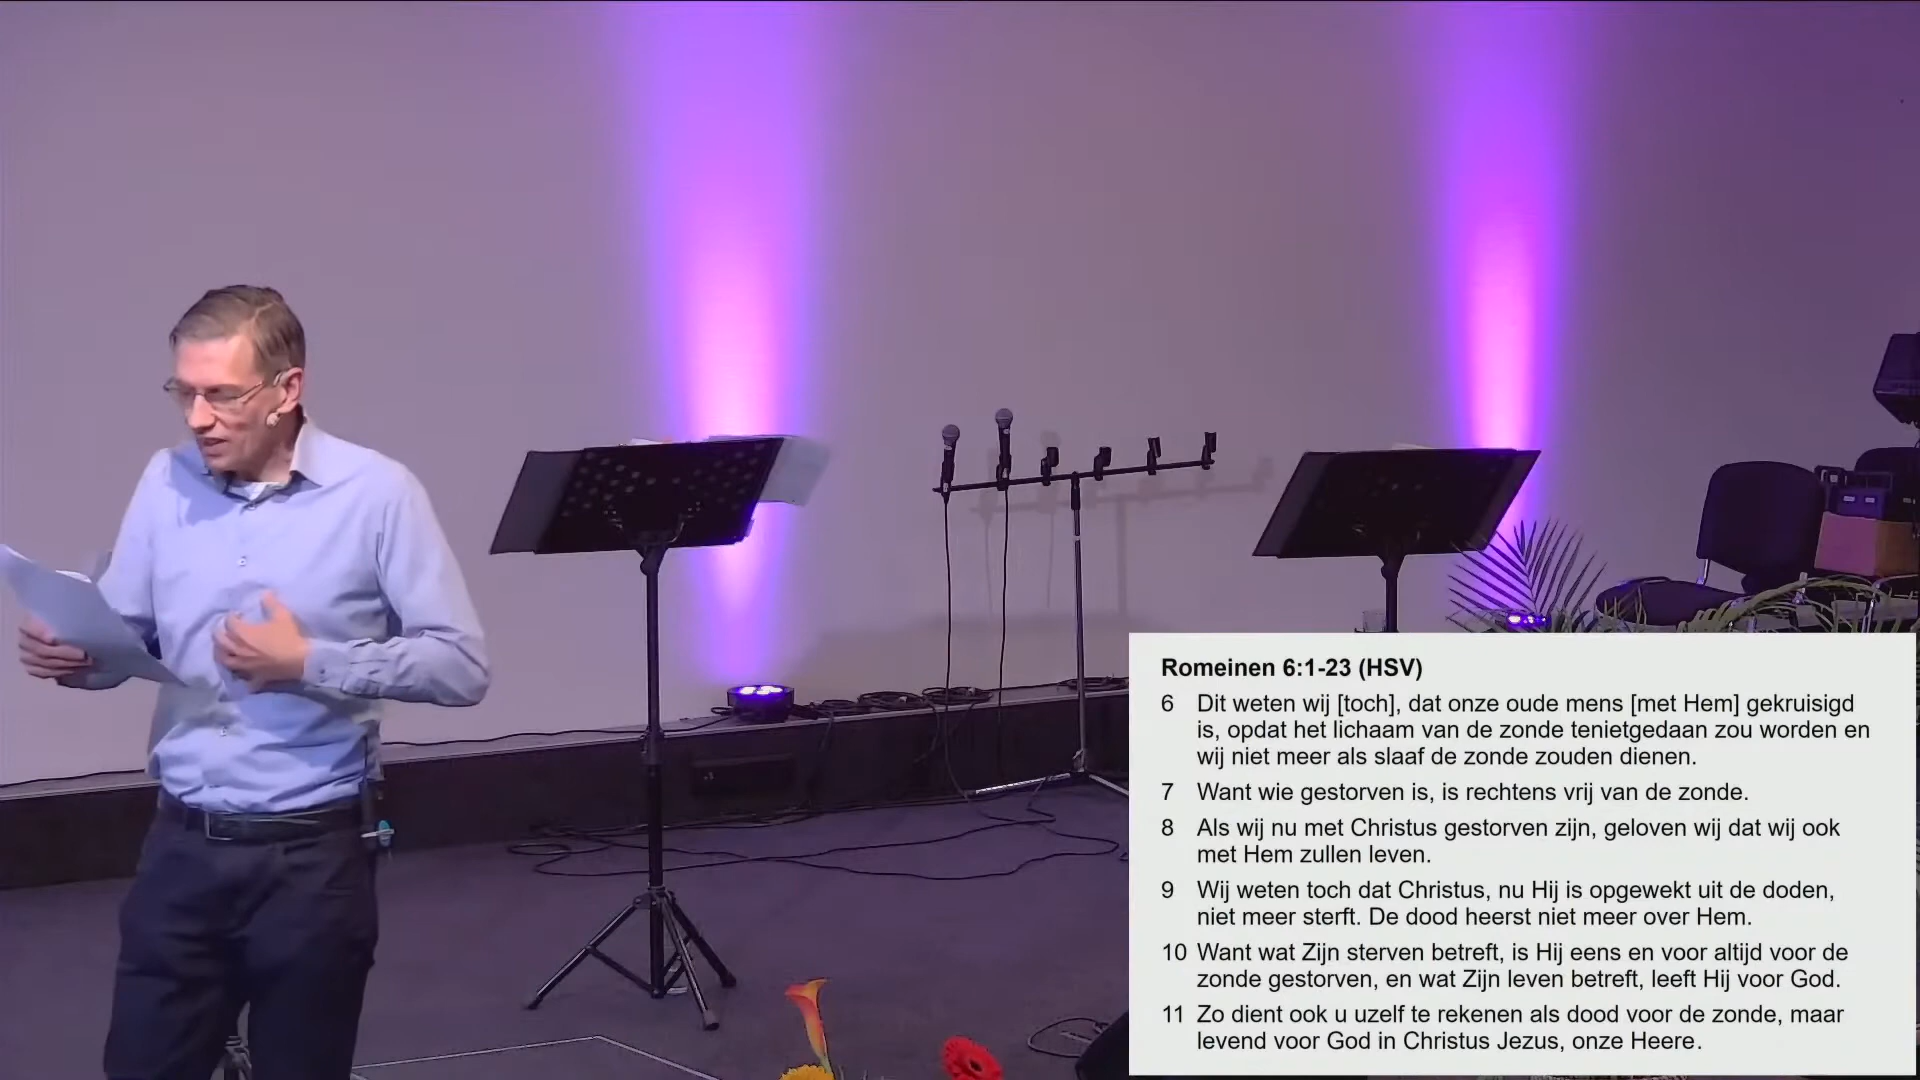 Romeinen 6:1-23 (HSV)
6 Dit weten wij [toch], dat onze oude mens [met Hem] gekruisigd
is, opdat het lichaam van de zonde tenietgedaan zou worden en
wij niet meer als slaaf de zonde zouden dienen.
7 Want wie gestorven is, is rechtens vrij van de zonde.
8 Als wij nu met Christus gestorven zijn, geloven wij dat wij ook
met Hem zullen leven.
9 Wij weten toch dat Christus, nu Hij is opgewekt uit de doden,
niet meer sterft. De dood heerst niet meer over Hem.
10 Want wat Zijn sterven betreft, is Hij eens en voor altijd voor de
zonde gestorven, en wat Zijn leven betreft, leeft Hij voor God.
11 Zo dient ook u uzelf te rekenen als dood voor de zonde, maar
levend voor God in Christus Jezus, onze Heere.